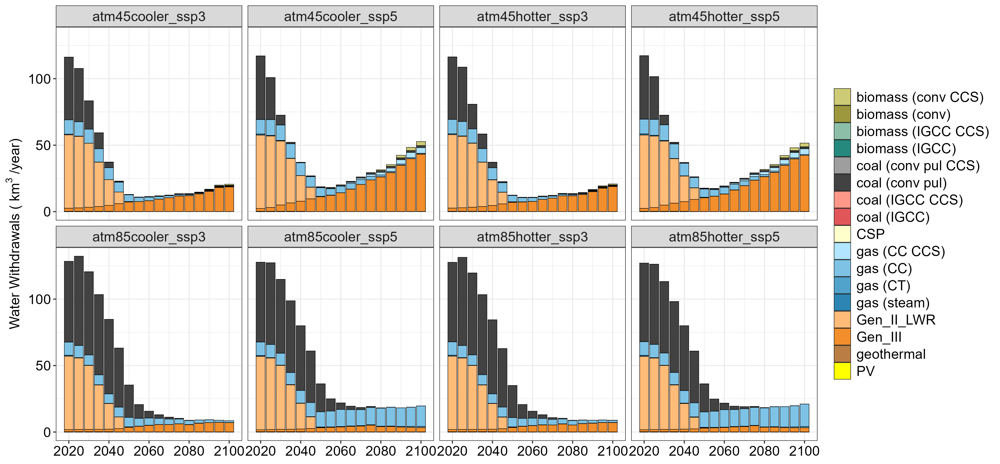 atm45cooler_ssp3
atm45cooler_ssp5
atm45hotter_ssp3
atm45hotter_ssp5
100
50
0
atm85cooler_ssp3
atm85cooler_ssp5
atm85hotter_ssp3
atm85hotter_ssp5
100
50
0
2020 2040 2060 2080 2100
2020 2040 2060 2080 2100
2020 2040 2060 2080 2100
2020 2040 2060 2080 2100
Water Withdrawals ( km³ /year)
biomass (conv CCS)
biomass (conv)
biomass (IGCC CCS)
biomass (IGCC)
coal (conv pul CCS)
coal (conv pul)
coal (IGCC CCS)
coal (IGCC)
CSP
gas (CC CCS)
gas (CC)
gas (CT)
gas (steam)
Gen_II_LWR
Gen_III
geothermal
PV